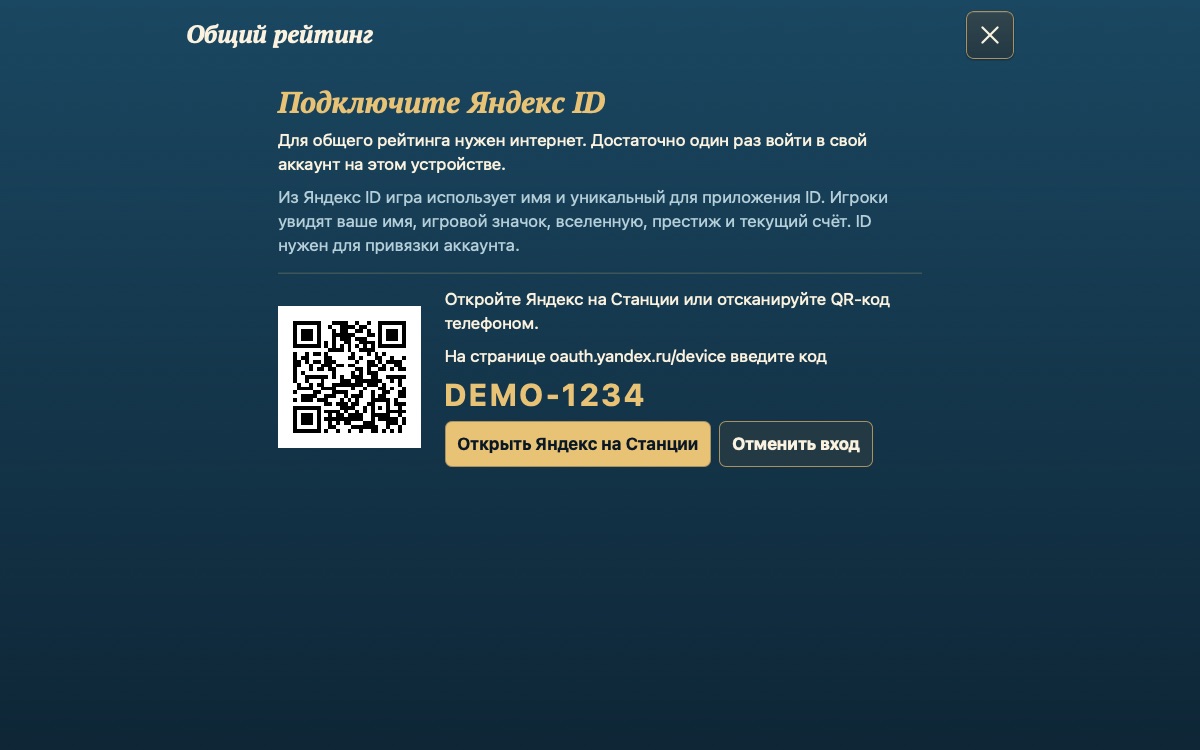 Общий рейтинг
Подключите Яндекс ID
Для общего рейтинга нужен интернет. Достаточно один раз войти в свой
аккаунт на этом устройстве.
Из Яндекс ID игра использует имя и уникальный для приложения ID. Игроки
увидят ваше имя, игровой значок, вселенную, престиж и текущий счёт. ID
нужен для привязки аккаунта.
Откройте Яндекс на Станции или отсканируйте QR-код
телефоном.
На странице oauth.yandex.ru/device введите код
DEMO-1234
Открыть Яндекс на Станции
Отменить вход